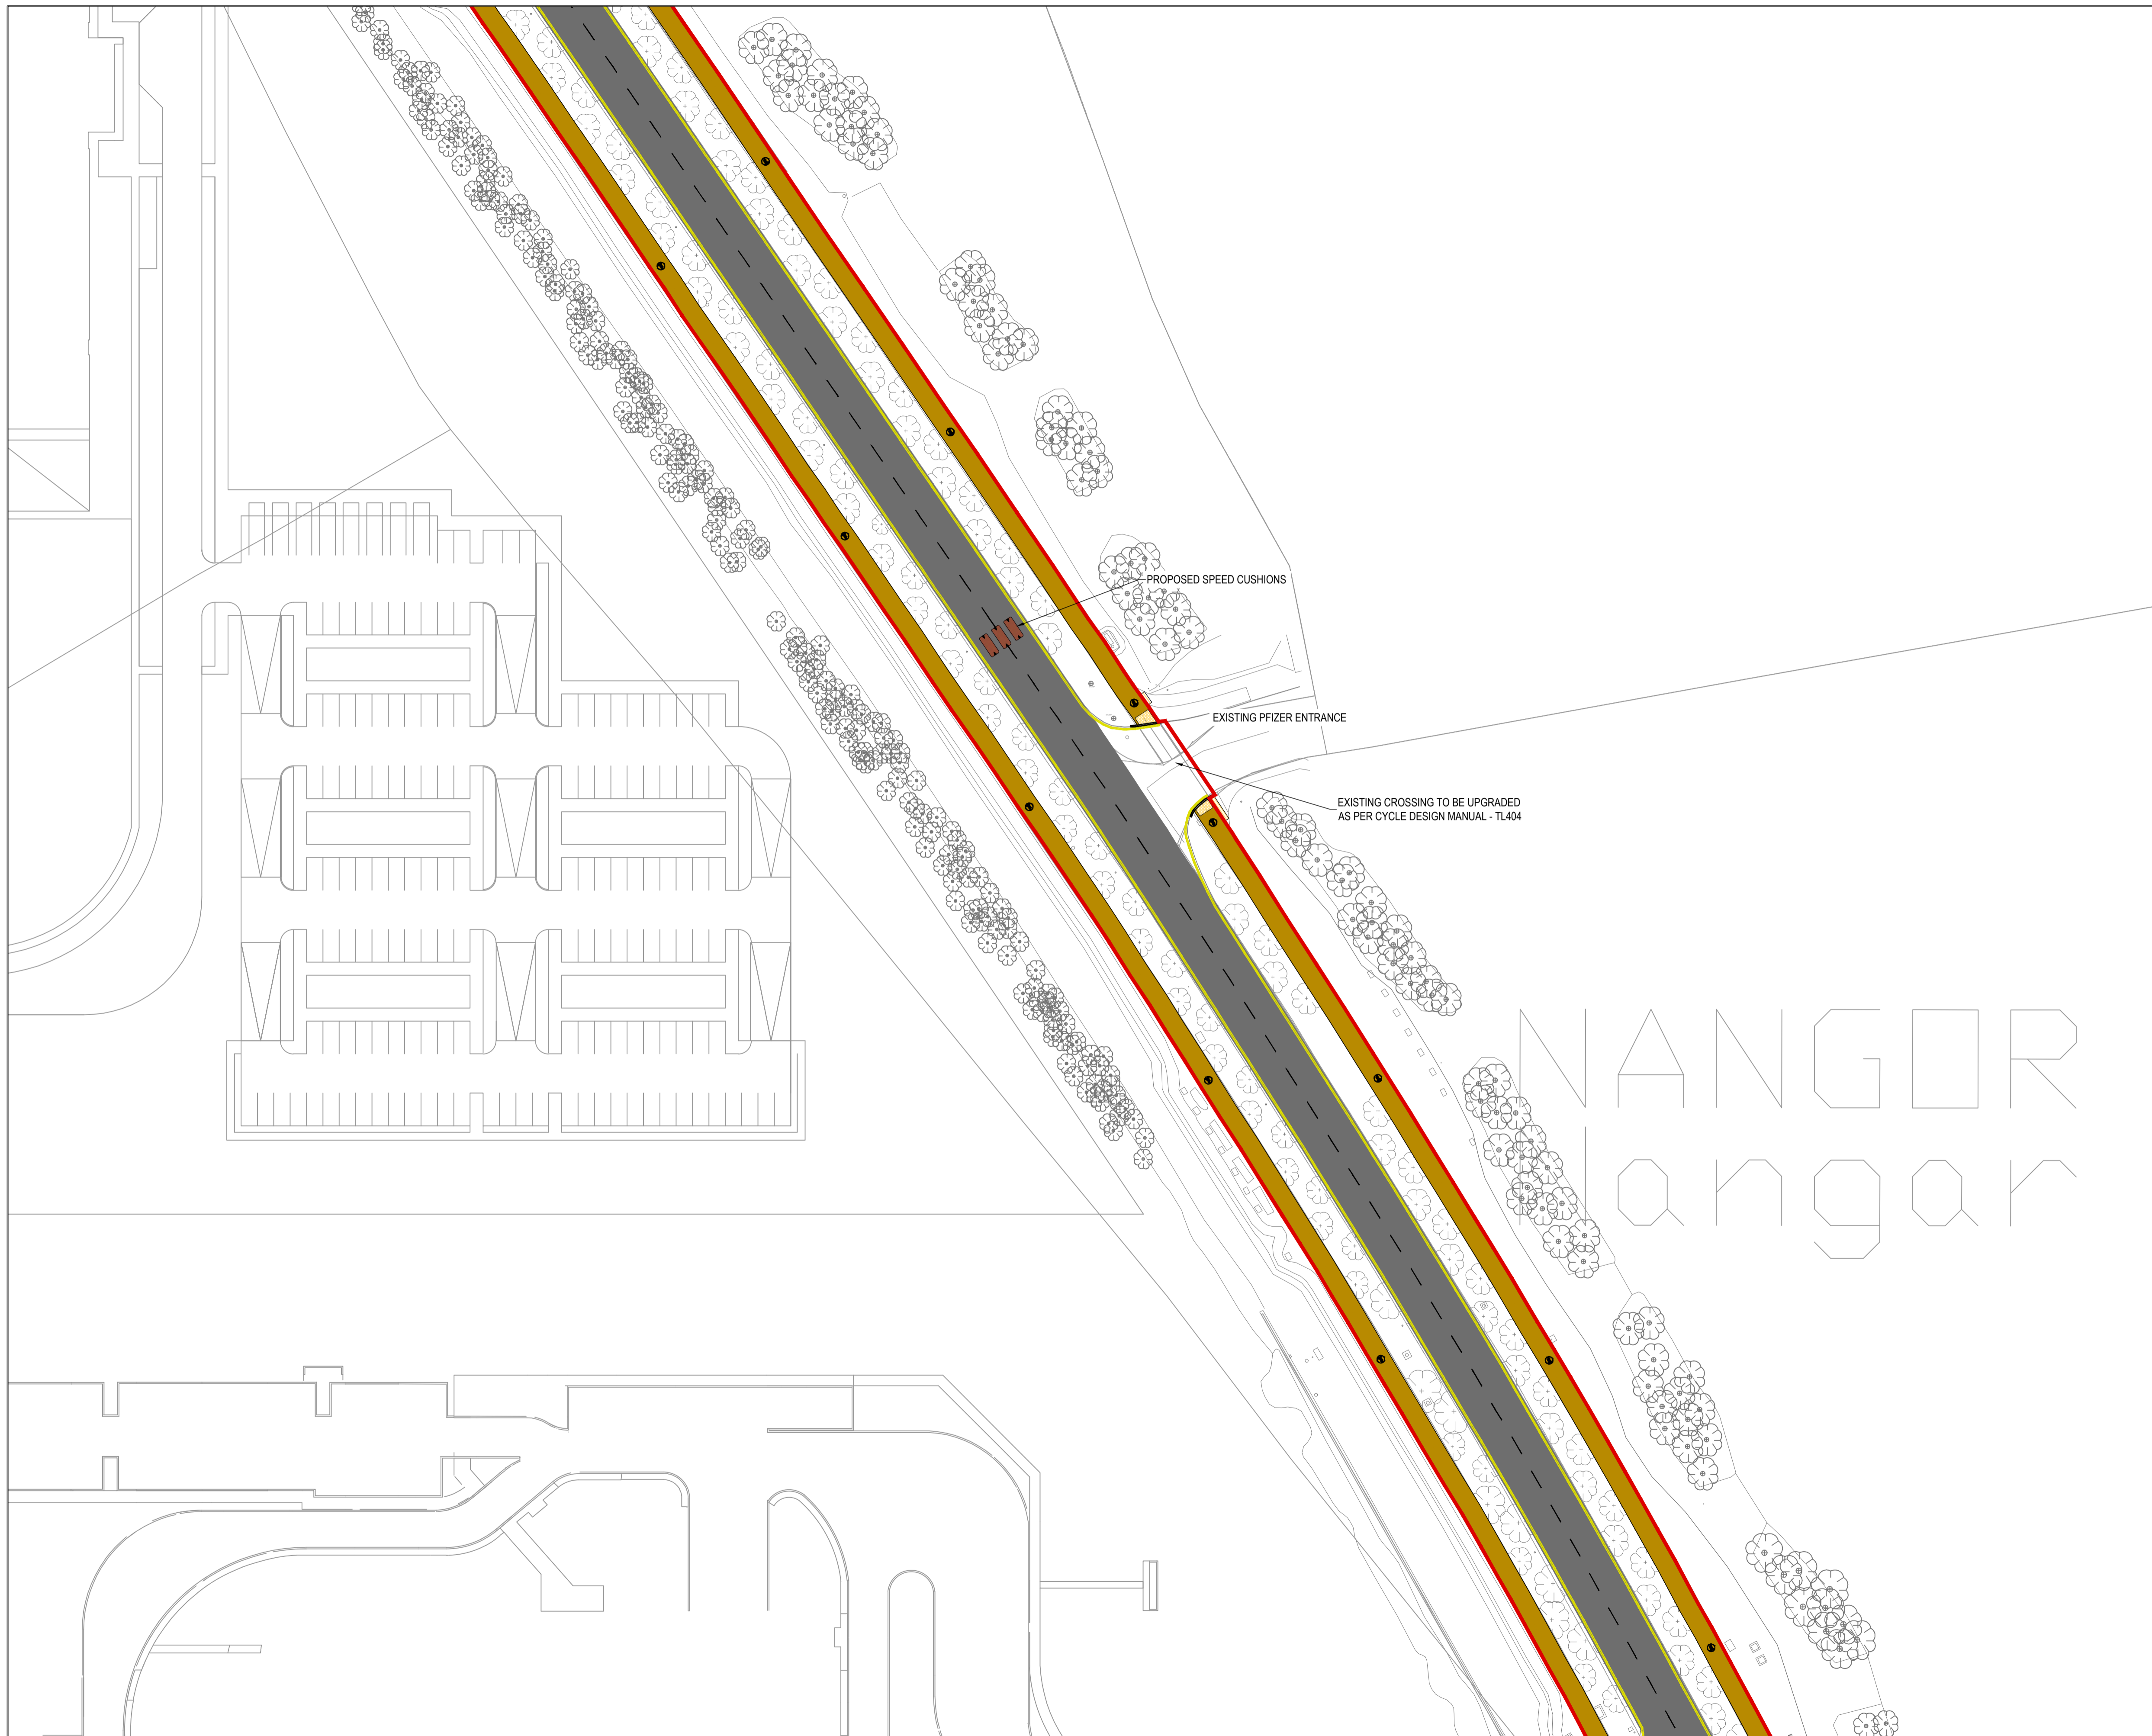 PROPOSED SPEED CUSHIONS
EXISTING PFIZER ENTRANCE
EXISTING CROSSING TO BE UPGRADED
AS PER CYCLE DESIGN MANUAL - TL404
NANGOR
Nangor